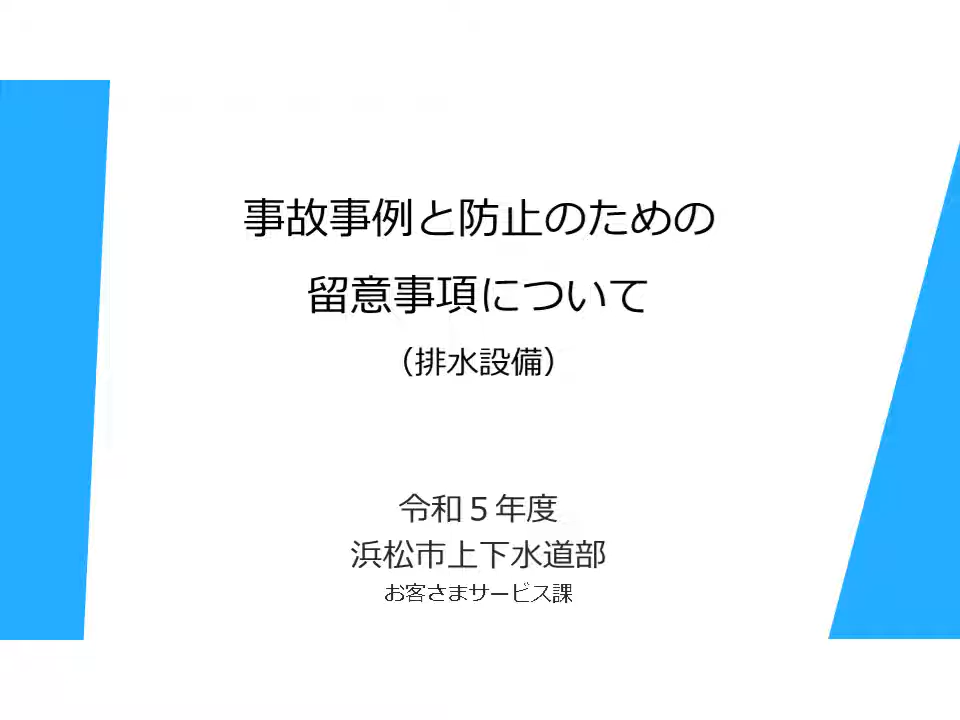 事故事例と防止のための
留意事項について
（排水設備）
令和５年度
浜松市上下水道部
お客さまサービス課